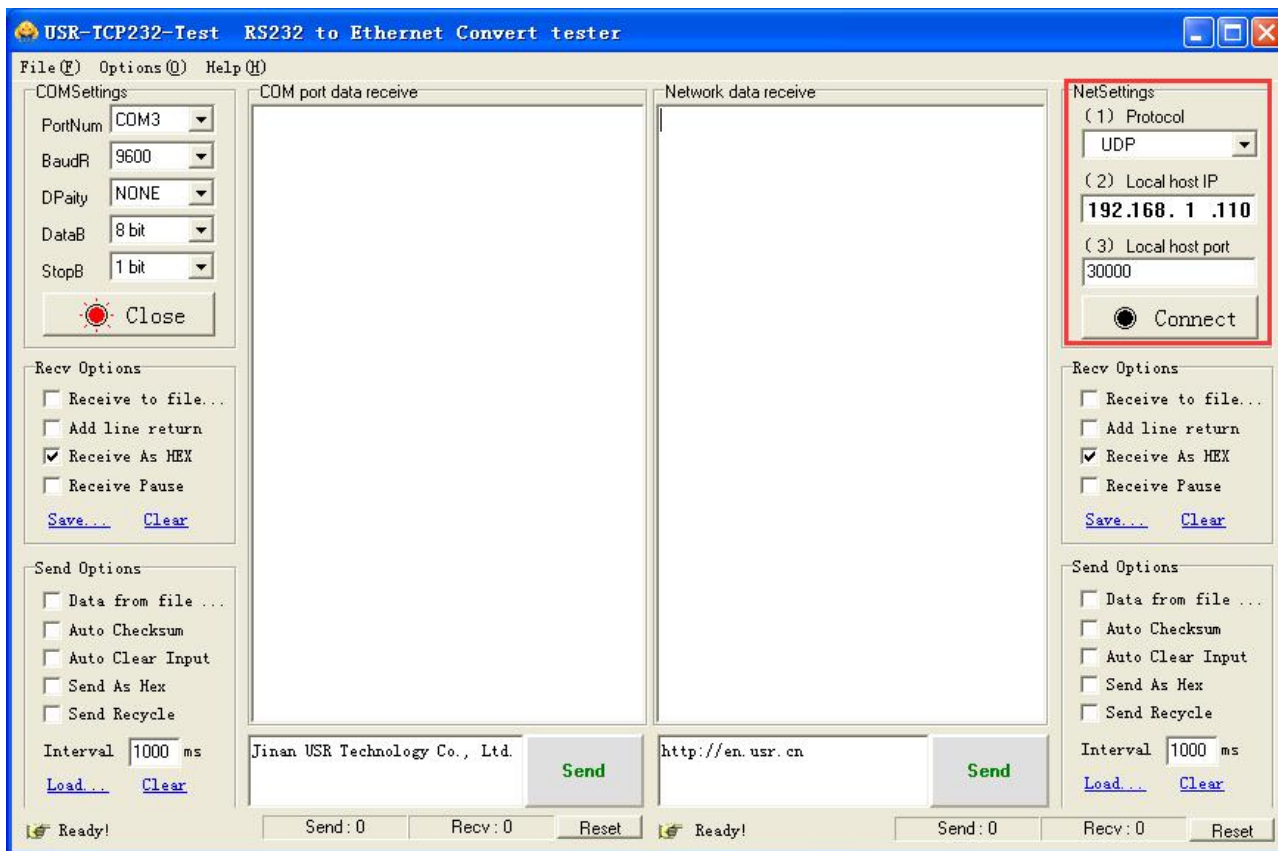 USR-TCP232-Test RS232 to Ethernet Convert tester
File(F) Options(O) Help(H)
COMSettings
PortNum COM3
BaudR 9600
DPaity NONE
DataB 8 bit
StopB 1 bit
Close
Recv Options
Receive to file...
Add line return
Receive As HEX
Receive Pause
Save... Clear
Send Options
Data from file ...
Auto Checksum
Auto Clear Input
Send As Hex
Send Recycle
Interval 1000 ms
Load... Clear
COM port data receive
Jinan USR Technology Co., Ltd.
Send
Network data receive
http://en.usr.cn
Send
NetSettings
(1) Protocol
UDP
(2) Local host IP
192.168. 1 .110
(3) Local host port
30000
Connect
Recv Options
Receive to file...
Add line return
Receive As HEX
Receive Pause
Save... Clear
Send Options
Data from file ...
Auto Checksum
Auto Clear Input
Send As Hex
Send Recycle
Interval 1000 ms
Load... Clear
Ready! Send : 0 Recv : 0 Reset
Ready! Send : 0 Recv : 0 Reset